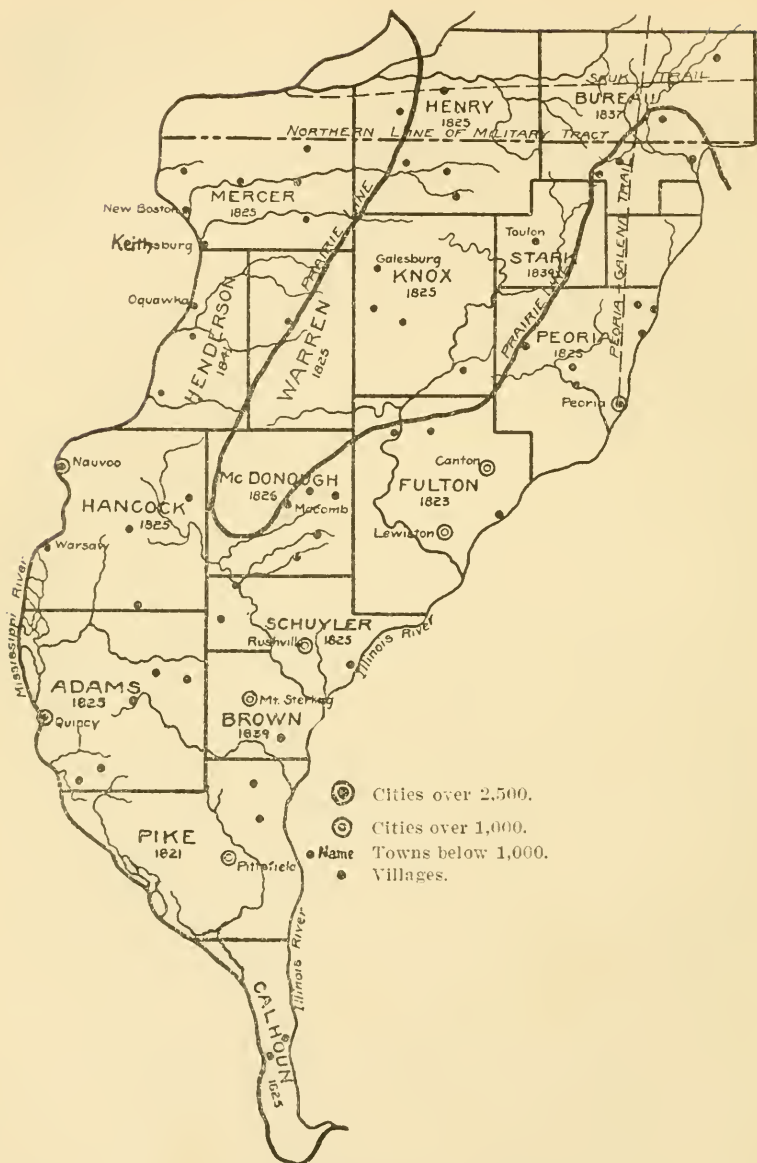 SAUK TRAIL
HENRY
1825
BUREAU
1837
NORTHERN LANE OF MILITARY TRACT
MERCER
1825
New Boston
Keithsburg
PRAIRIE LANE
Galesburg
KNOX
1825
Toulon
STARK
1839
PEORIA-GALENA TRAIL
Oquawka
HENDERSON
1841
WARREN
1825
PRAIRIE
PEORIA
1825
Peoria
Nauvoo
HANCOCK
1825
McDONOUGH
1826
Macomb
Canton
FULTON
1823
Lewiston
Warsaw
Mississippi River
SCHUYLER
1825
Rushville
Illinois River
ADAMS
1825
Quincy
Mt. Sterling
BROWN
1839
Cities over 2,500.
Cities over 1,000.
Name Towns below 1,000.
Villages.
PIKE
1821
Pittsfield
Illinois River
CALHOUN
1825